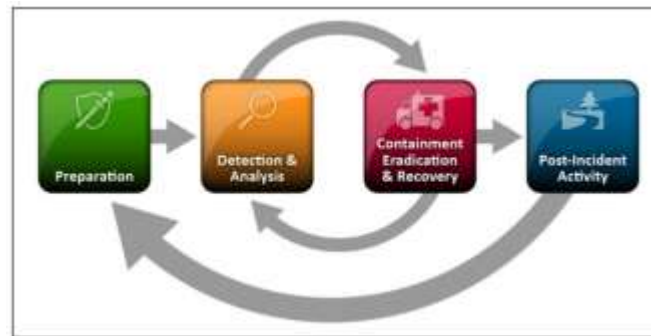 Preparation
Detection &
Analysis
Containment
Eradication
& Recovery
Post-Incident
Activity